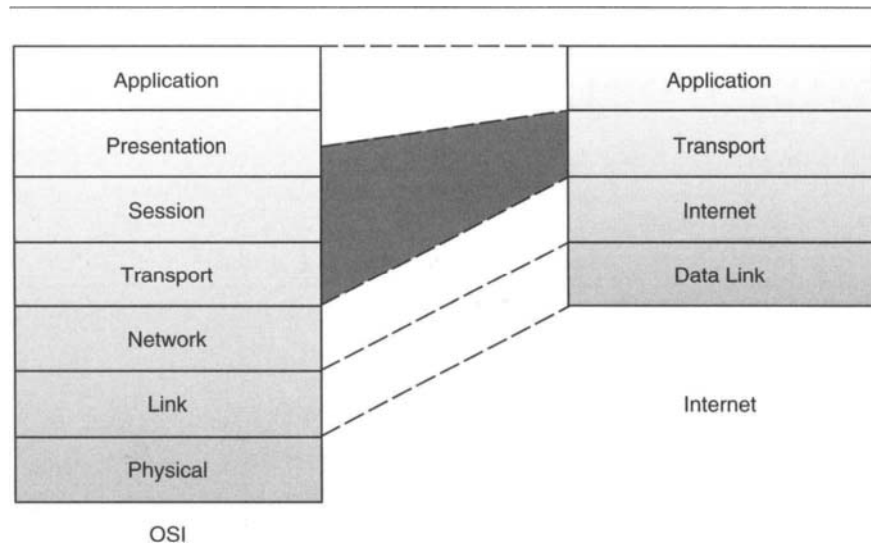 Application
Presentation
Session
Transport
Network
Link
Physical
OSI
Application
Transport
Internet
Data Link
Internet